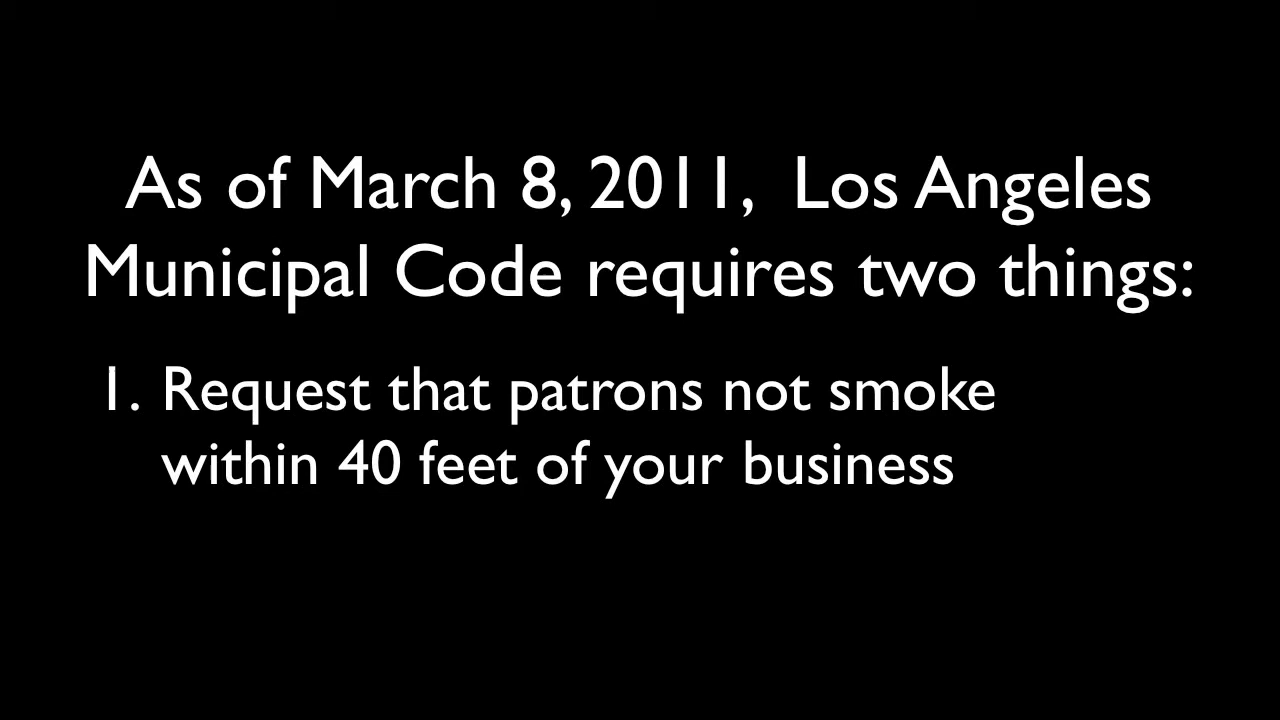 As of March 8, 2011,  Los Angeles
Municipal Code requires two things:
1. Request that patrons not smoke
within 40 feet of your business